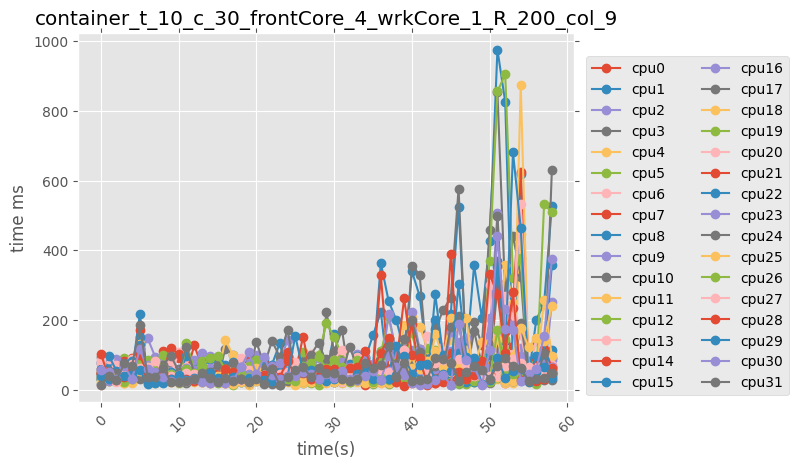 container_t_10_c_30_frontCore_4_wrkCore_1_R_200_col_9
1000
800
600
400
200
0
time ms
0
10
20
30
40
50
60
time(s)
cpu0
cpu1
cpu2
cpu3
cpu4
cpu5
cpu6
cpu7
cpu8
cpu9
cpu10
cpu11
cpu12
cpu13
cpu14
cpu15
cpu16
cpu17
cpu18
cpu19
cpu20
cpu21
cpu22
cpu23
cpu24
cpu25
cpu26
cpu27
cpu28
cpu29
cpu30
cpu31